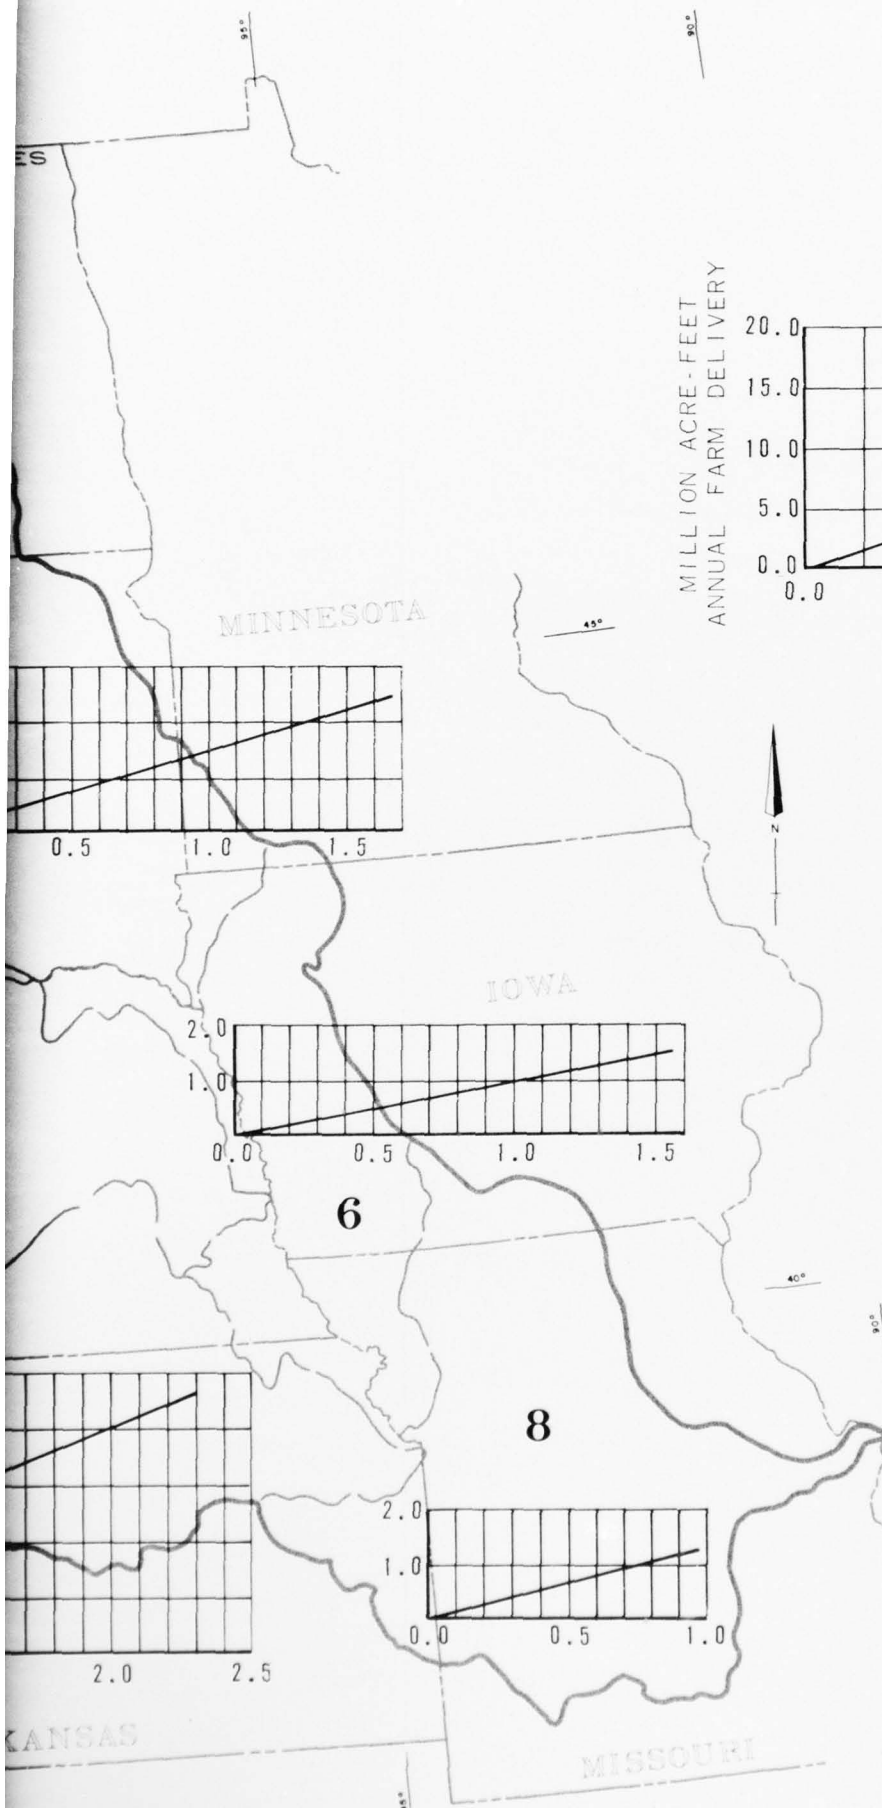 95°
90°
ES
MILLION ACRE-FEET
ANNUAL FARM DELIVERY
20.0
15.0
10.0
5.0
0.0
0.0
MINNESOTA
45°
N
0.5 1.0 1.5
IOWA
2.0
1.0
0.0 0.5 1.0 1.5
6
40°
90°
8
2.0
1.0
0.0 0.5 1.0
2.0 2.5
KANSAS
MISSOURI
95°